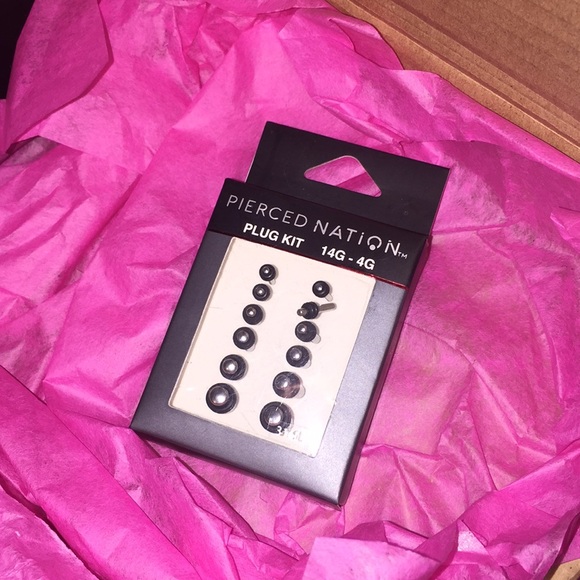 PIERCED NATiON™
PLUG KIT 14G - 4G